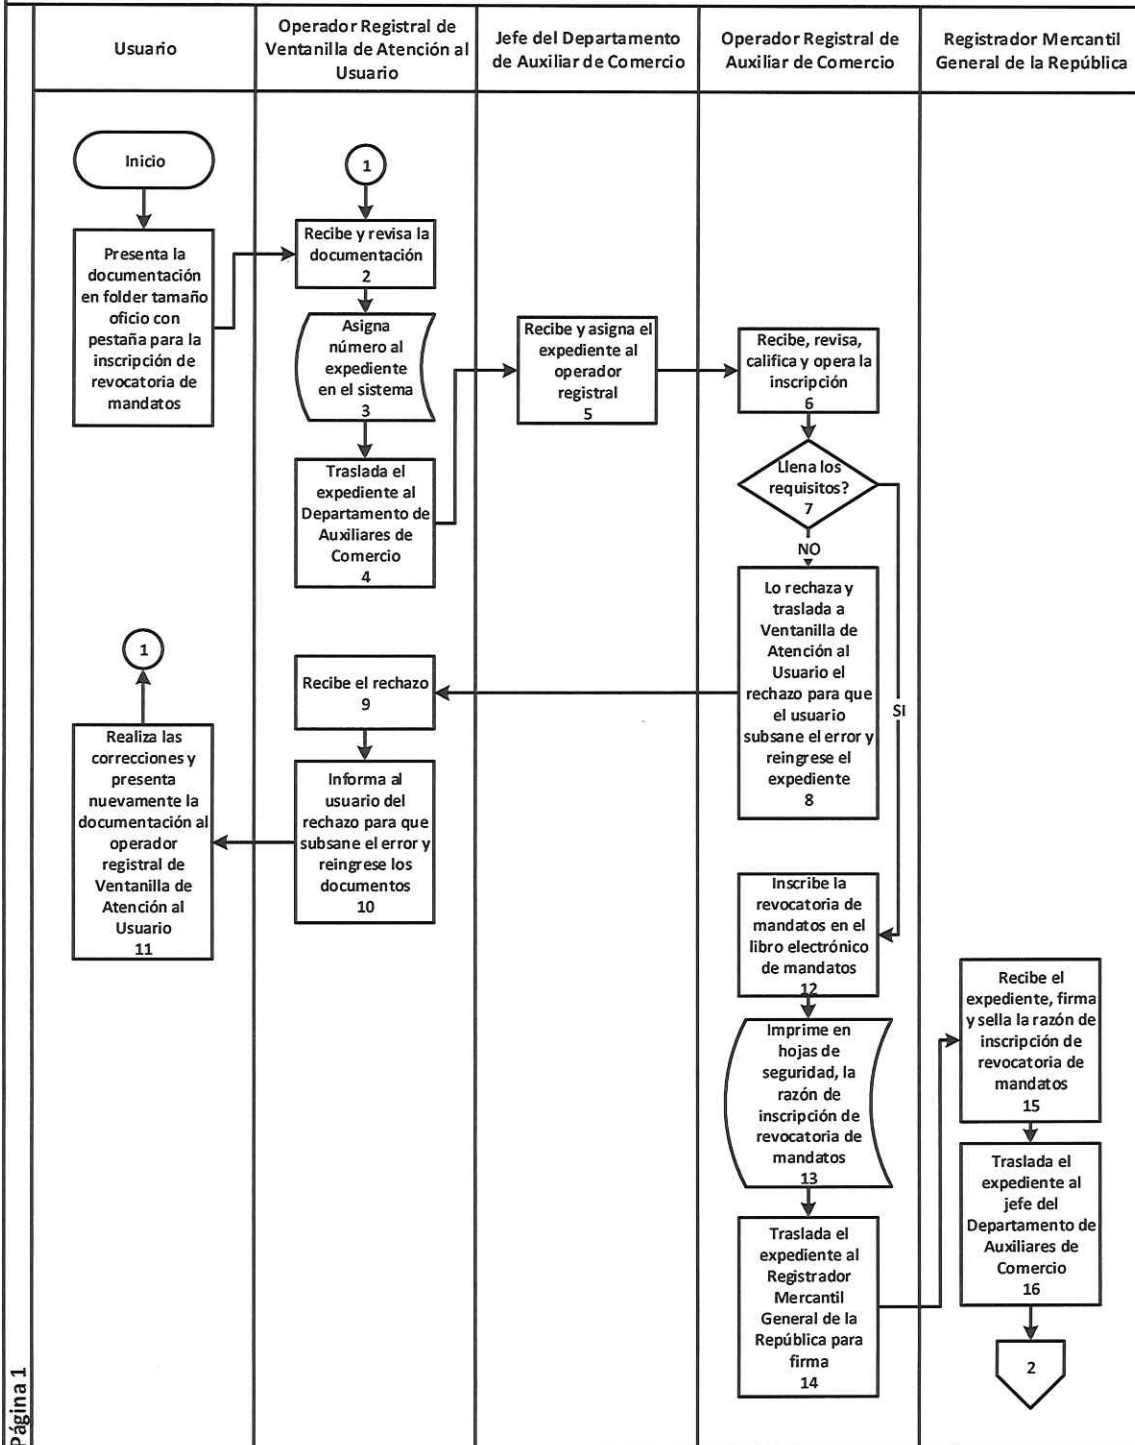 Usuario
Operador Registral de
Ventanilla de Atención al
Usuario
Jefe del Departamento
de Auxiliar de Comercio
Operador Registral de
Auxiliar de Comercio
Registrador Mercantil
General de la República
Inicio
Presenta la
documentación
en folder tamaño
oficio con
pestaña para la
inscripción de
revocatoria de
mandatos
1
Recibe y revisa la
documentación
2
Asigna
número al
expediente
en el sistema
3
Traslada el
expediente al
Departamento de
Auxiliares de
Comercio
4
Recibe y asigna el
expediente al
operador
registral
5
Recibe, revisa,
califica y opera la
inscripción
6
Llena los
requisitos?
7
NO
SI
Lo rechaza y
traslada a
Ventanilla de
Atención al
Usuario el
rechazo para que
el usuario
subsane el error y
reingrese el
expediente
8
Recibe el rechazo
9
Informa al
usuario del
rechazo para que
subsane el error y
reingrese los
documentos
10
1
Realiza las
correcciones y
presenta
nuevamente la
documentación al
operador
registral de
Ventanilla de
Atención al
Usuario
11
Inscribe la
revocatoria de
mandatos en el
libro electrónico
de mandatos
12
Imprime en
hojas de
seguridad, la
razón de
inscripción de
revocatoria de
mandatos
13
Traslada el
expediente al
Registrador
Mercantil
General de la
República para
firma
14
Recibe el
expediente, firma
y sella la razón de
inscripción de
revocatoria de
mandatos
15
Traslada el
expediente al
jefe del
Departamento de
Auxiliares de
Comercio
16
2
Página 1